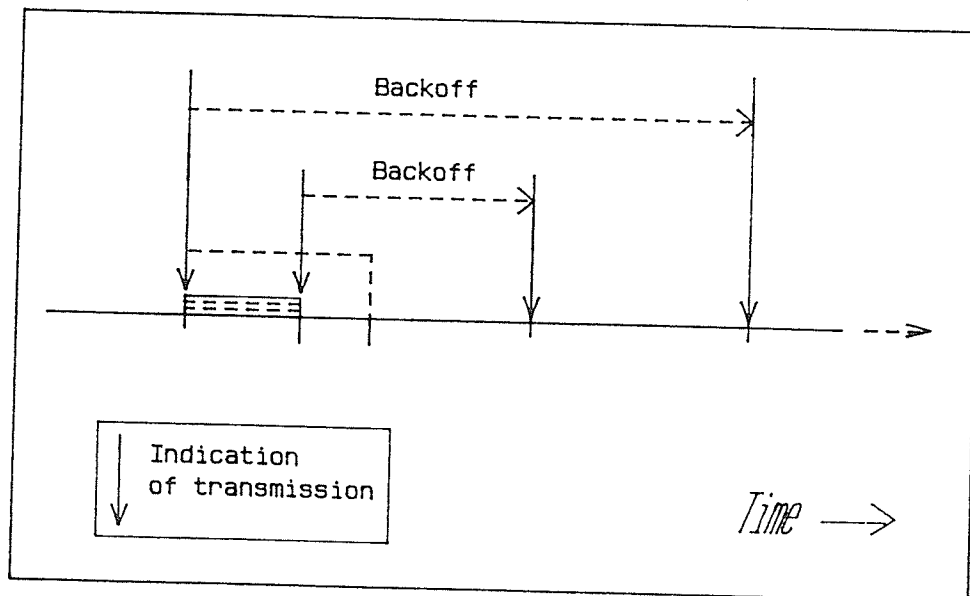 Backoff
Backoff
Indication
of transmission
Time